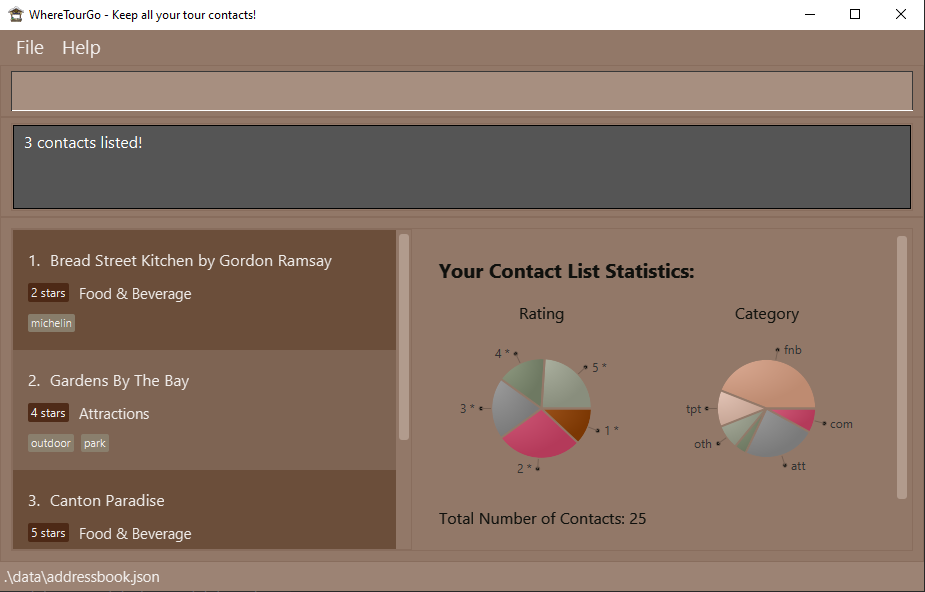 WhereTourGo - Keep all your tour contacts!
File Help
3 contacts listed!
1. Bread Street Kitchen by Gordon Ramsay
2 stars Food & Beverage
michelin
2. Gardens By The Bay
4 stars Attractions
outdoor park
3. Canton Paradise
5 stars Food & Beverage
Your Contact List Statistics:
Rating
4 *
5 *
3 *
1 *
2 *
Category
fnb
tpt
com
oth
att
Total Number of Contacts: 25
.\data\addressbook.json